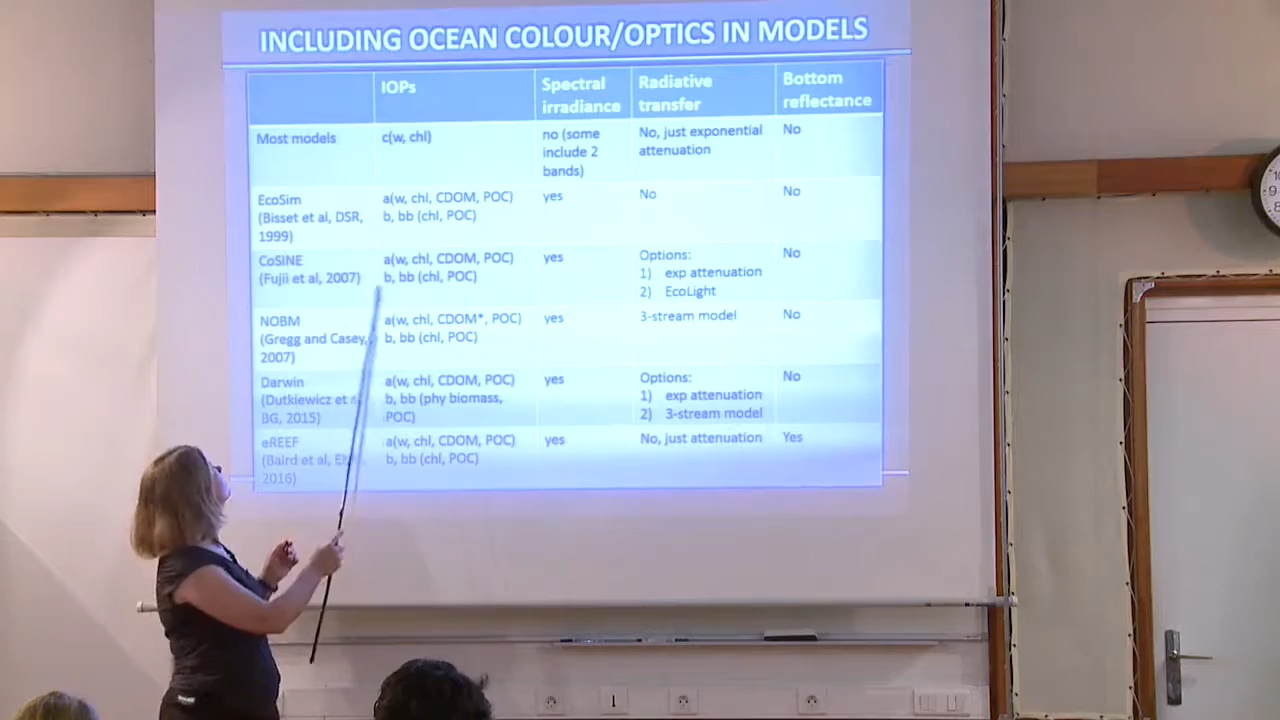 INCLUDING OCEAN COLOUR/OPTICS IN MODELS
IOPs
Spectral
irradiance
Radiative
transfer
Bottom
reflectance
Most models
c(w, chl)
no (some
include 2
bands)
No, just exponential
attenuation
No
EcoSim
(Bisset et al, DSR,
1999)
a(w, chl, CDOM, POC)
b, bb (chl, POC)
yes
No
No
CoSINE
(Fujii et al, 2007)
a(w, chl, CDOM, POC)
b, bb (chl, POC)
yes
Options:
1) exp attenuation
2) EcoLight
No
NOBM
(Gregg and Casey,
2007)
a(w, chl, CDOM*, POC)
b, bb (chl, POC)
yes
3-stream model
No
Darwin
(Dutkiewicz et
BG, 2015)
a(w, chl, CDOM, POC)
b, bb (phy biomass,
POC)
yes
Options:
1) exp attenuation
2) 3-stream model
No
eREEF
(Baird et al,
2016)
a(w, chl, CDOM, POC)
b, bb (chl, POC)
yes
No, just attenuation
Yes
10
9
8